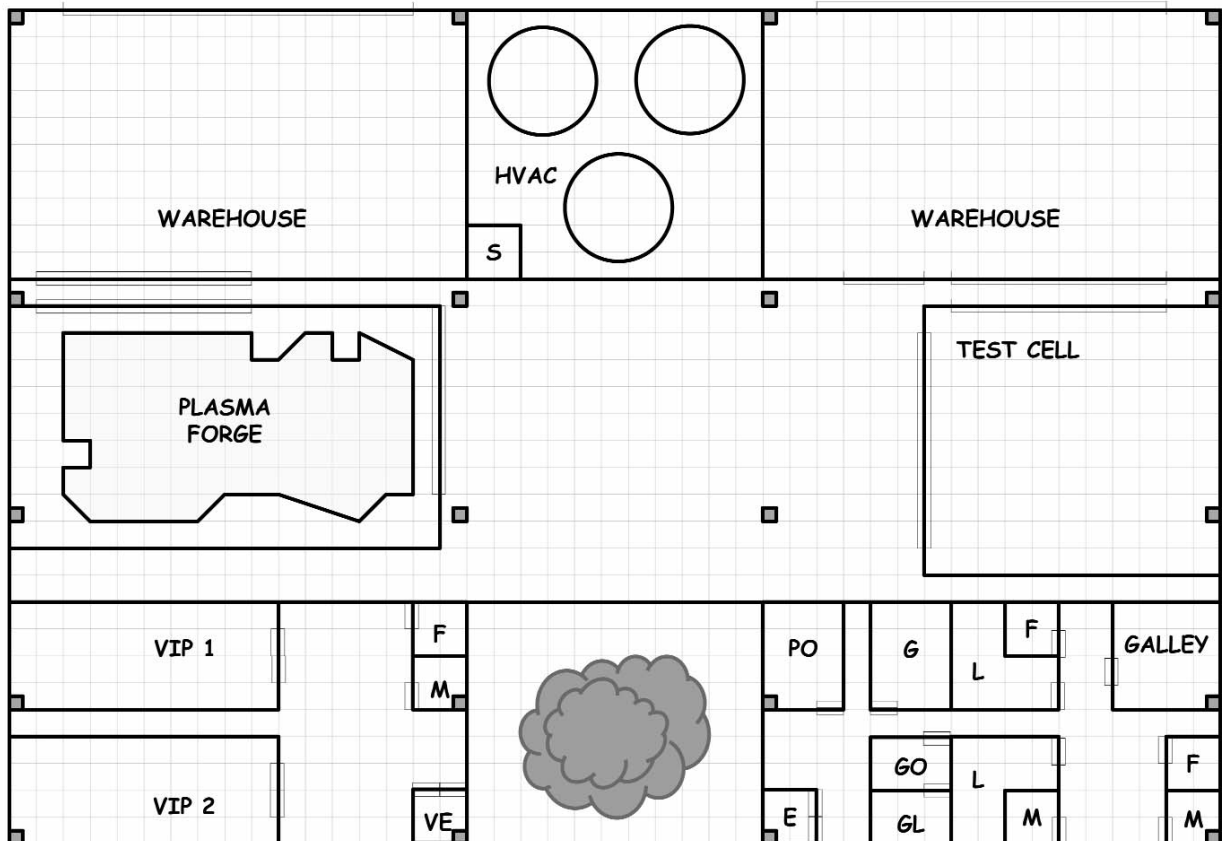 HVAC
WAREHOUSE
WAREHOUSE
S
TEST CELL
PLASMA
FORGE
VIP 1
F
M
PO
G
L
F
GALLEY
VIP 2
VE
E
GO
GL
L
M
F
M